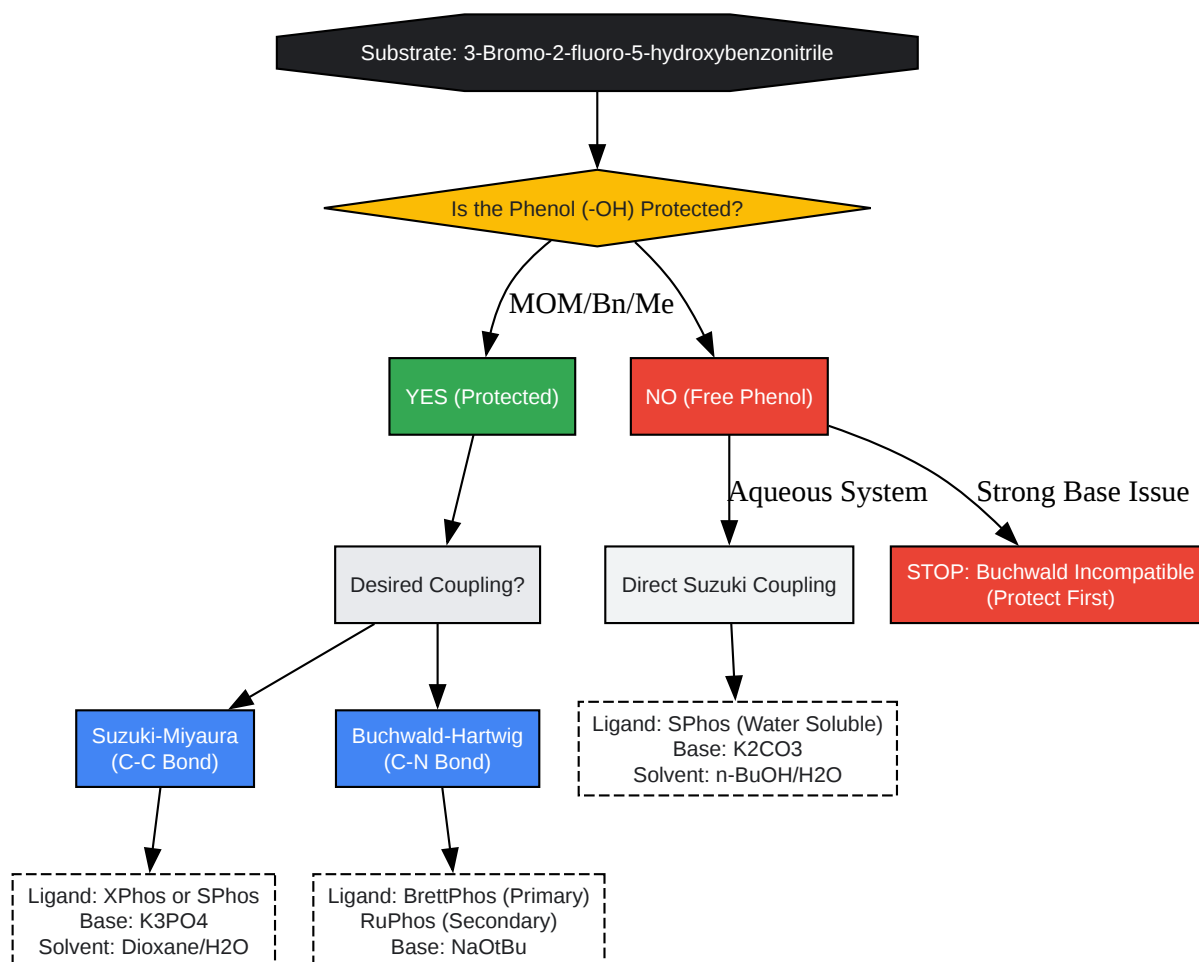 Substrate: 3-Bromo-2-fluoro-5-hydroxybenzonitrile
Is the Phenol (-OH) Protected?
MOM/Bn/Me
YES (Protected)
NO (Free Phenol)
Aqueous System
Strong Base Issue
Desired Coupling?
Direct Suzuki Coupling
STOP: Buchwald Incompatible
(Protect First)
Suzuki-Miyaura
(C-C Bond)
Buchwald-Hartwig
(C-N Bond)
Ligand: SPhos (Water Soluble)
Base: K2CO3
Solvent: n-BuOH/H2O
Ligand: XPhos or SPhos
Base: K3PO4
Solvent: Dioxane/H2O
Ligand: BrettPhos (Primary)
RuPhos (Secondary)
Base: NaOtBu